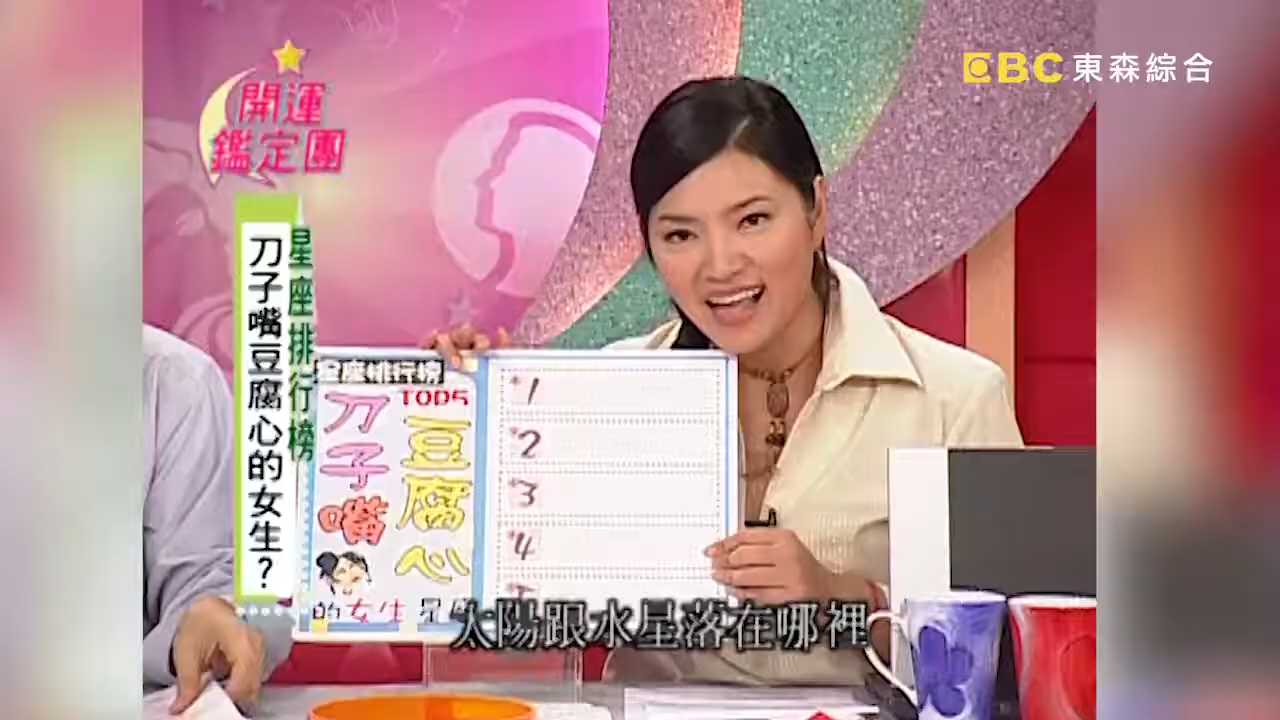 EBC 東森綜合
開運
鑑定團
星座排行榜
刀子嘴豆腐心的女生？
星座排行榜
TOP5
刀子嘴
豆腐心
的女生
*1
*2
*3
*4
太陽跟水星落在哪裡